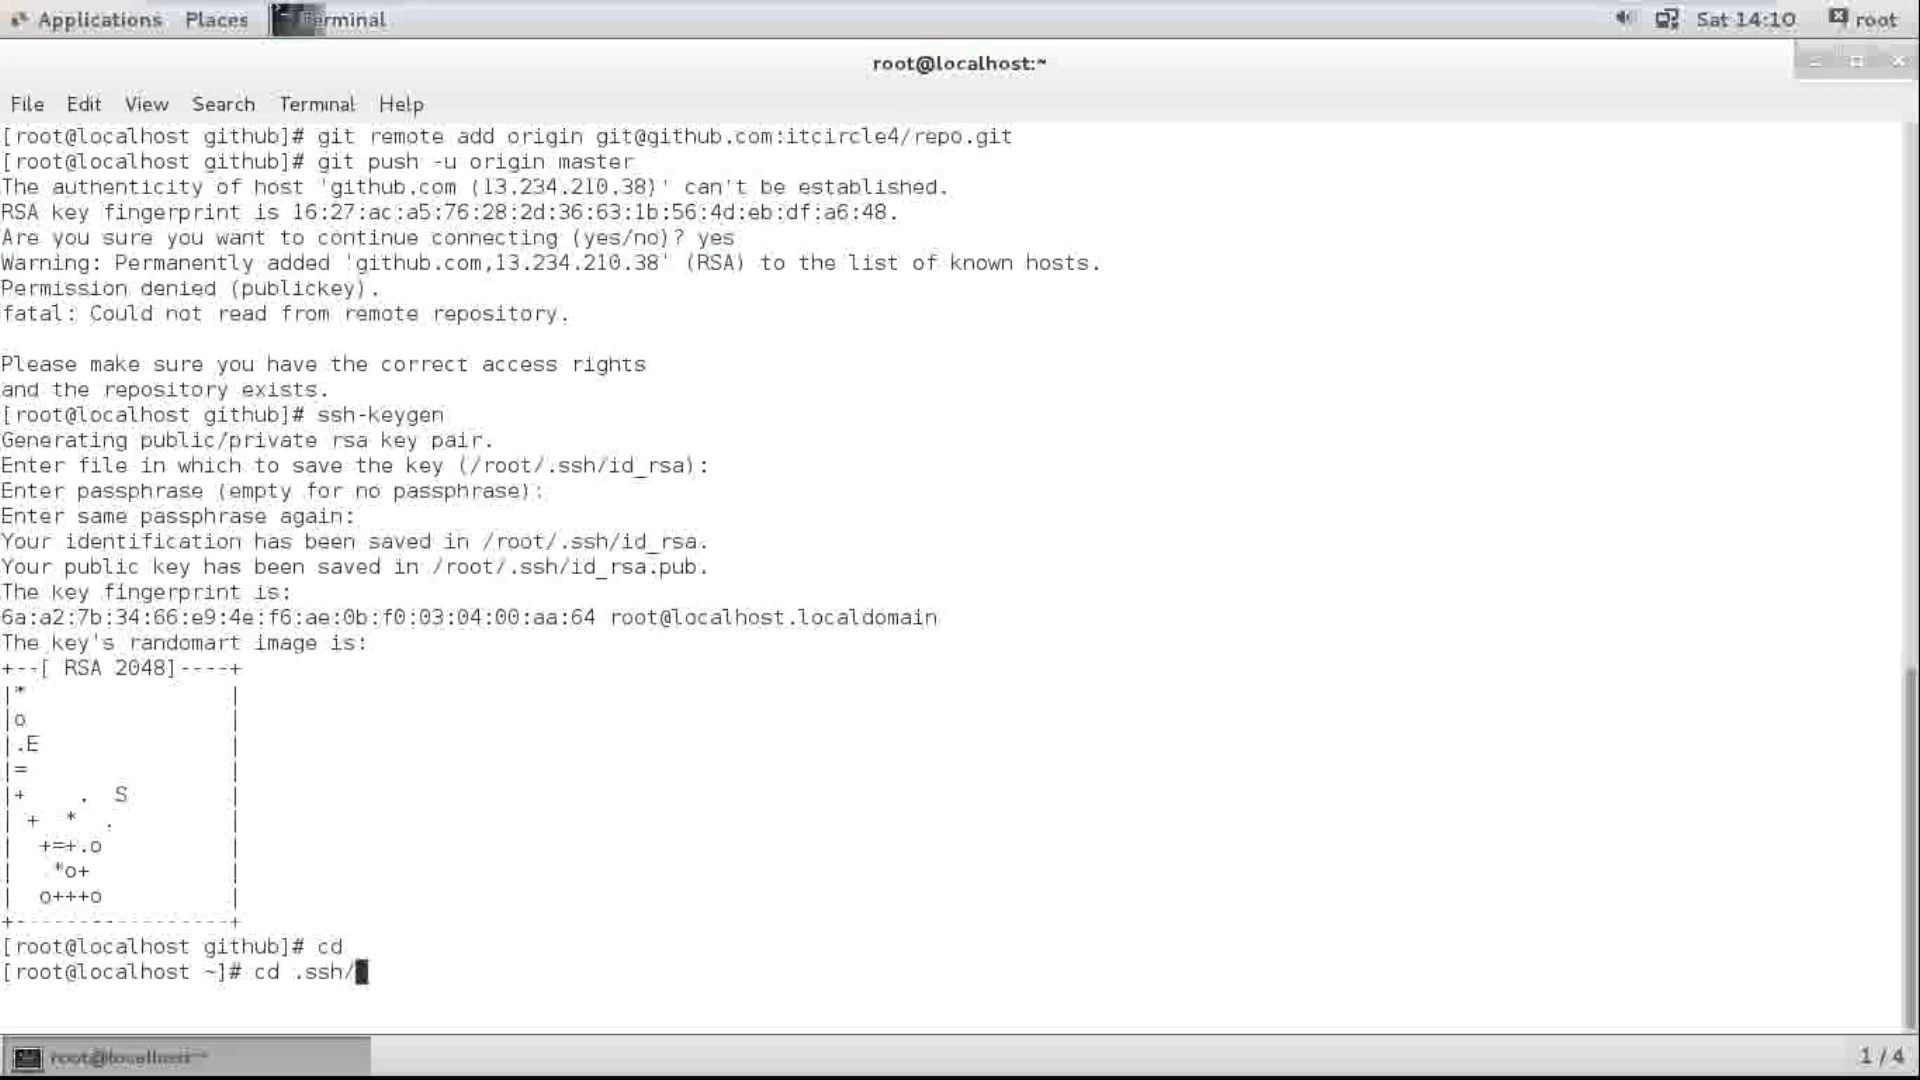 Applications Places Terminal Sat 14:10 root
root@localhost:~
File Edit View Search Terminal Help
[root@localhost github]# git remote add origin git@github.com:itcircle4/repo.git
[root@localhost github]# git push -u origin master
The authenticity of host 'github.com (13.234.210.38)' can't be established.
RSA key fingerprint is 16:27:ac:a5:76:28:2d:36:63:1b:56:4d:eb:df:a6:48.
Are you sure you want to continue connecting (yes/no)? yes
Warning: Permanently added 'github.com,13.234.210.38' (RSA) to the list of known hosts.
Permission denied (publickey).
fatal: Could not read from remote repository.

Please make sure you have the correct access rights
and the repository exists.
[root@localhost github]# ssh-keygen
Generating public/private rsa key pair.
Enter file in which to save the key (/root/.ssh/id_rsa):
Enter passphrase (empty for no passphrase):
Enter same passphrase again:
Your identification has been saved in /root/.ssh/id_rsa.
Your public key has been saved in /root/.ssh/id_rsa.pub.
The key fingerprint is:
6a:a2:7b:34:66:e9:4e:f6:ae:0b:f0:03:04:00:aa:64 root@localhost.localdomain
The key's randomart image is:
+--[ RSA 2048]----+
|*                |
|o                |
|.E               |
|=                |
|+    .  S        |
| +  *  .         |
|  +=+.o          |
|   *o+           |
|  o+++o          |
+-----------------+
[root@localhost github]# cd
[root@localhost ~]# cd .ssh/
root@localhost:~
1 / 4